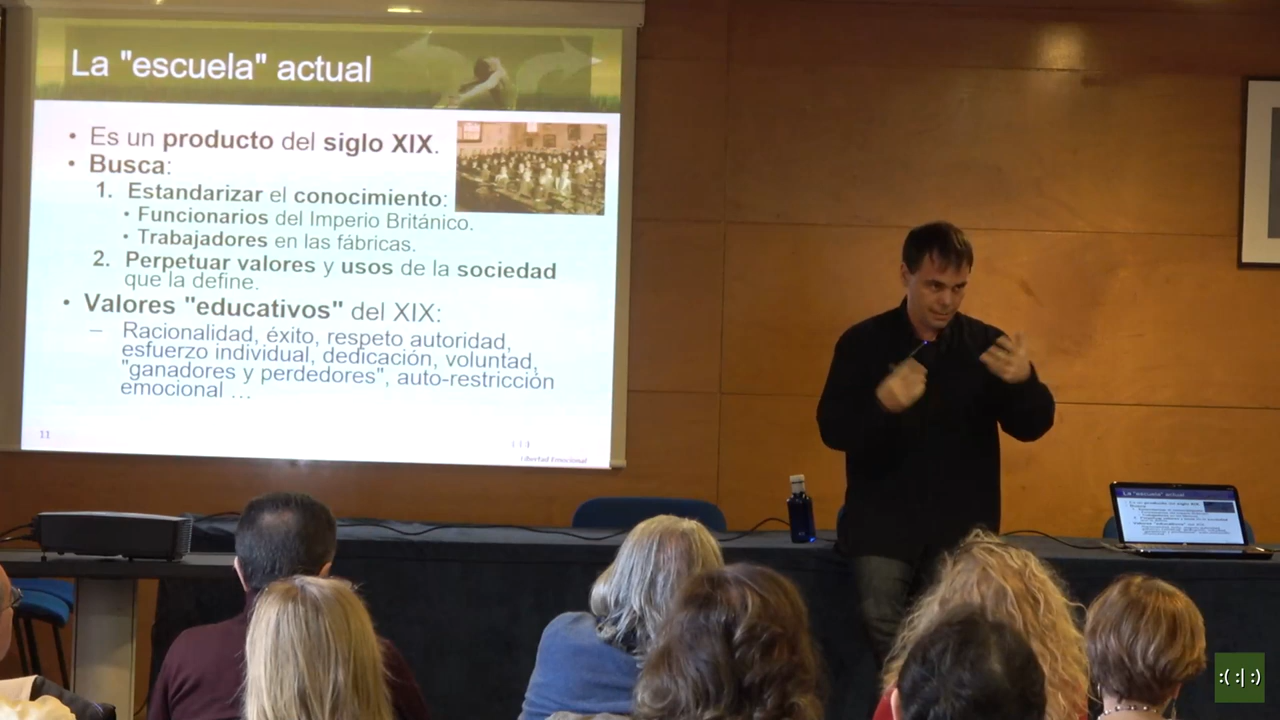 La "escuela" actual
• Es un producto del siglo XIX.
• Busca:
1. Estandarizar el conocimiento:
• Funcionarios del Imperio Británico.
• Trabajadores en las fábricas.
2. Perpetuar valores y usos de la sociedad
que la define.
• Valores "educativos" del XIX:
– Racionalidad, éxito, respeto autoridad,
esfuerzo individual, dedicación, voluntad,
"ganadores y perdedores", auto-restricción
emocional ...
11
Libertad Emocional
La "escuela" actual
:( :| :)